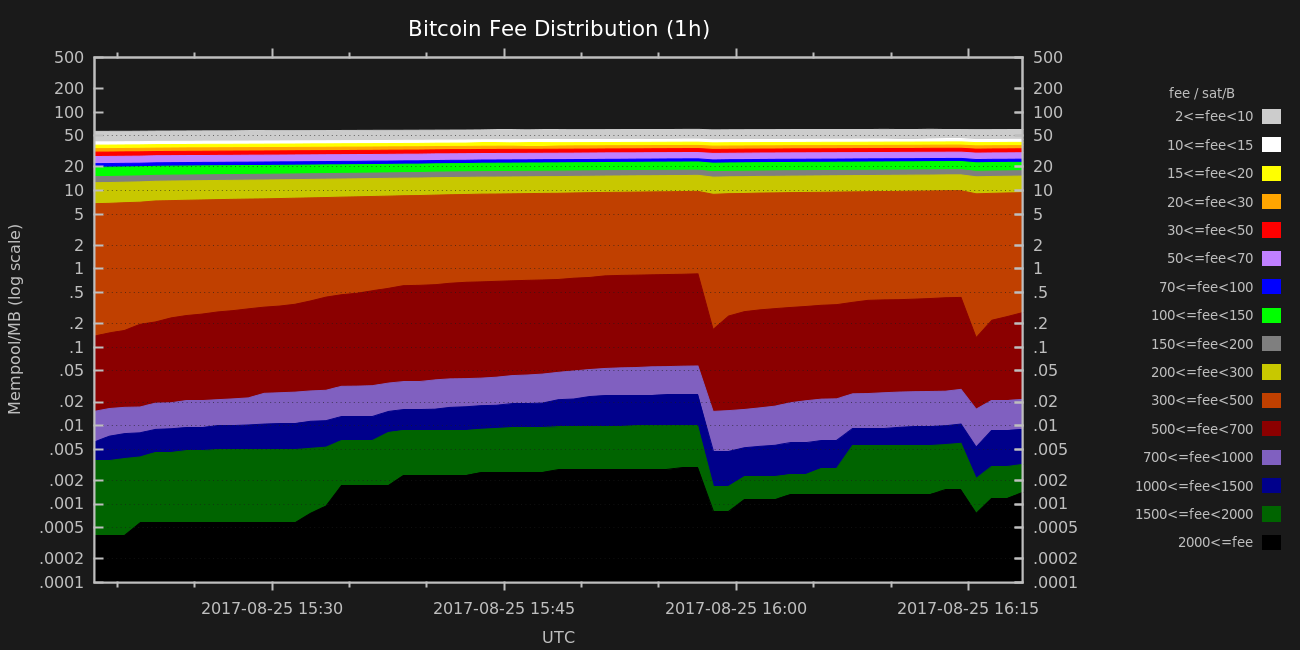 Bitcoin Fee Distribution (1h)
500 500
200 200
100 100
50 50
20 20
10 10
5 5
2 2
1 1
.5 .5
.2 .2
.1 .1
.05 .05
.02 .02
.01 .01
.005 .005
.002 .002
.001 .001
.0005 .0005
.0002 .0002
.0001 .0001
Mempool/MB (log scale)
2017-08-25 15:30 2017-08-25 15:45 2017-08-25 16:00 2017-08-25 16:15
UTC
fee / sat/B
2<=fee<10
10<=fee<15
15<=fee<20
20<=fee<30
30<=fee<50
50<=fee<70
70<=fee<100
100<=fee<150
150<=fee<200
200<=fee<300
300<=fee<500
500<=fee<700
700<=fee<1000
1000<=fee<1500
1500<=fee<2000
2000<=fee